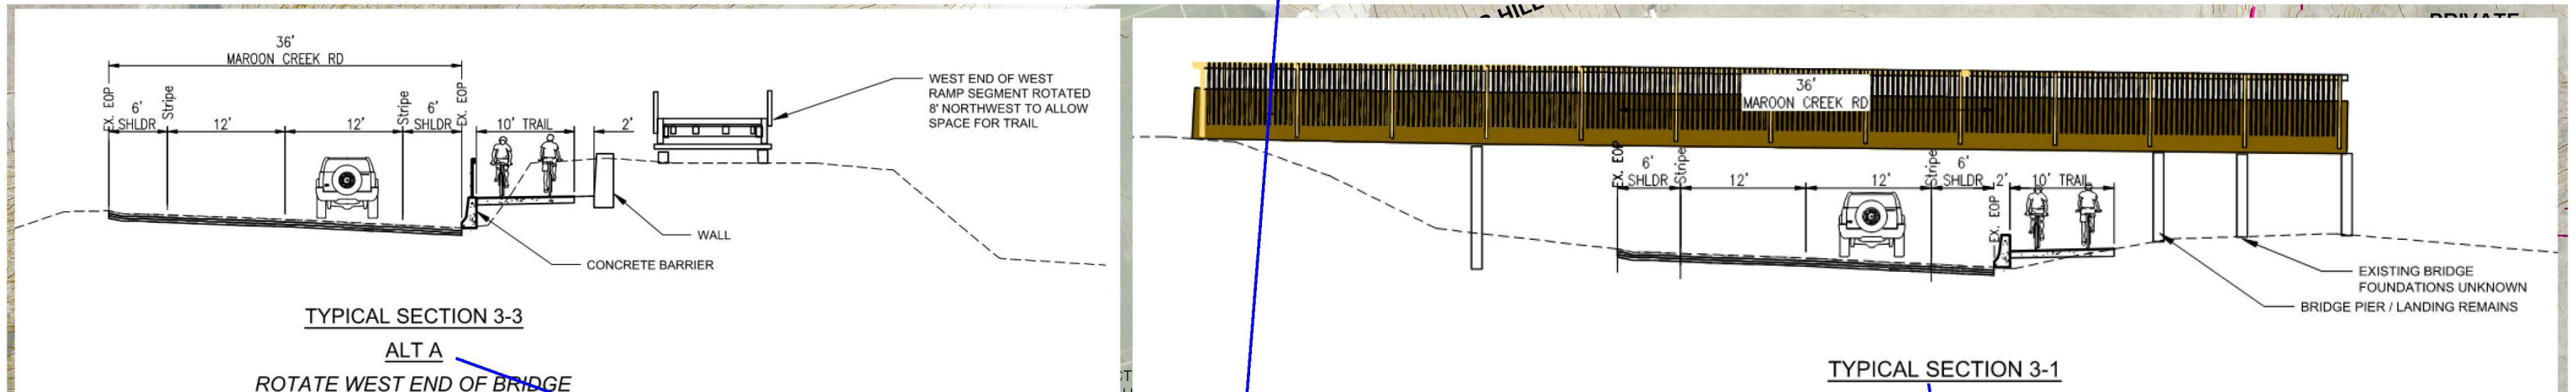 HILL
PRIVATE
36'
MAROON CREEK RD
EX. EOP
6'
SHLDR
Stripe
12'
12'
Stripe
6'
SHLDR
EX. EOP
10' TRAIL
2'
WEST END OF WEST
RAMP SEGMENT ROTATED
8' NORTHWEST TO ALLOW
SPACE FOR TRAIL
WALL
CONCRETE BARRIER
TYPICAL SECTION 3-3
ALT A
ROTATE WEST END OF BRIDGE
36'
MAROON CREEK RD
EX. EOP
6'
SHLDR
Stripe
12'
12'
Stripe
6'
SHLDR
EX. EOP
2'
10' TRAIL
EXISTING BRIDGE
FOUNDATIONS UNKNOWN
BRIDGE PIER / LANDING REMAINS
TYPICAL SECTION 3-1